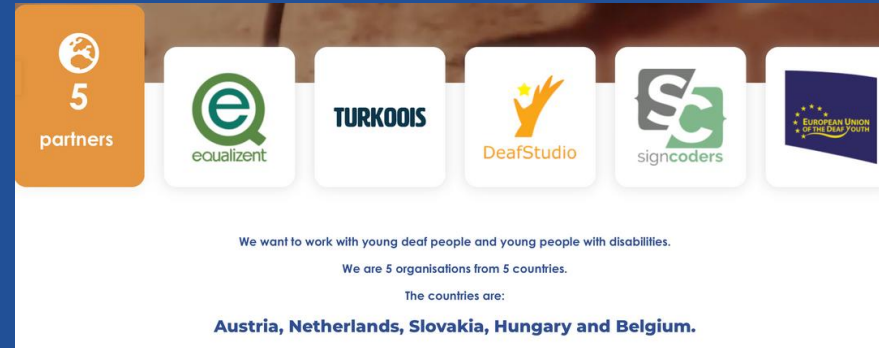 5
partners
equalizent
TURKOOIS
DeafStudio
signcoders
EUROPEAN UNION
OF THE DEAF YOUTH
We want to work with young deaf people and young people with disabilities.
We are 5 organisations from 5 countries.
The countries are:
Austria, Netherlands, Slovakia, Hungary and Belgium.